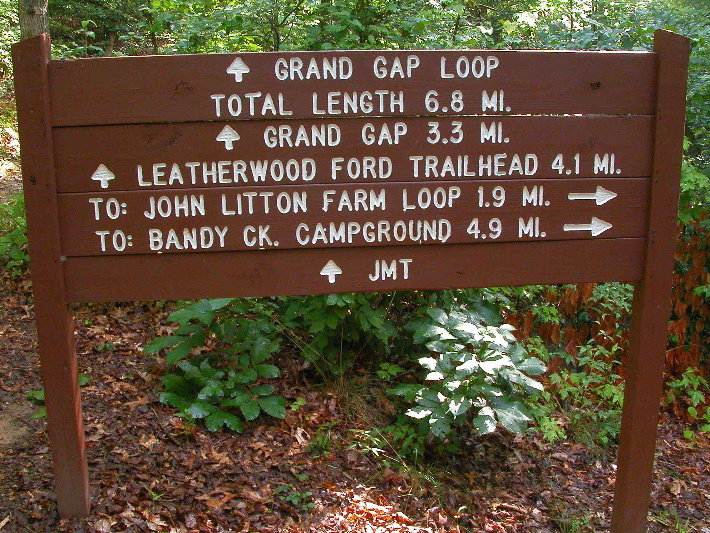 GRAND GAP LOOP
TOTAL LENGTH 6.8 MI.
GRAND GAP 3.3 MI.
LEATHERWOOD FORD TRAILHEAD 4.1 MI.
TO: JOHN LITTON FARM LOOP 1.9 MI.
TO: BANDY CK. CAMPGROUND 4.9 MI.
JMT